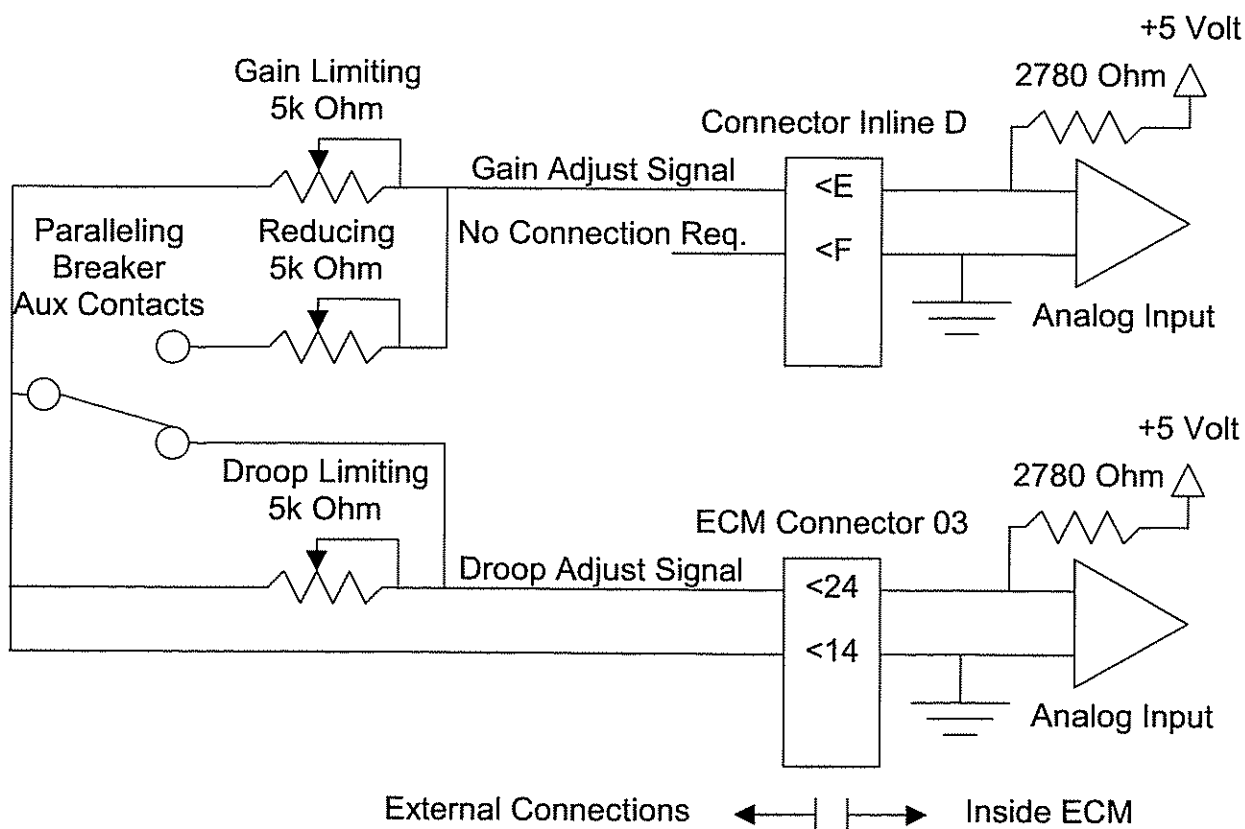 +5 Volt
Gain Limiting
5k Ohm
2780 Ohm
Connector Inline D
Gain Adjust Signal
<E
Paralleling
Breaker
Aux Contacts
Reducing
5k Ohm
No Connection Req.
<F
Analog Input
+5 Volt
Droop Limiting
5k Ohm
2780 Ohm
ECM Connector 03
Droop Adjust Signal
<24
<14
Analog Input
External Connections
Inside ECM